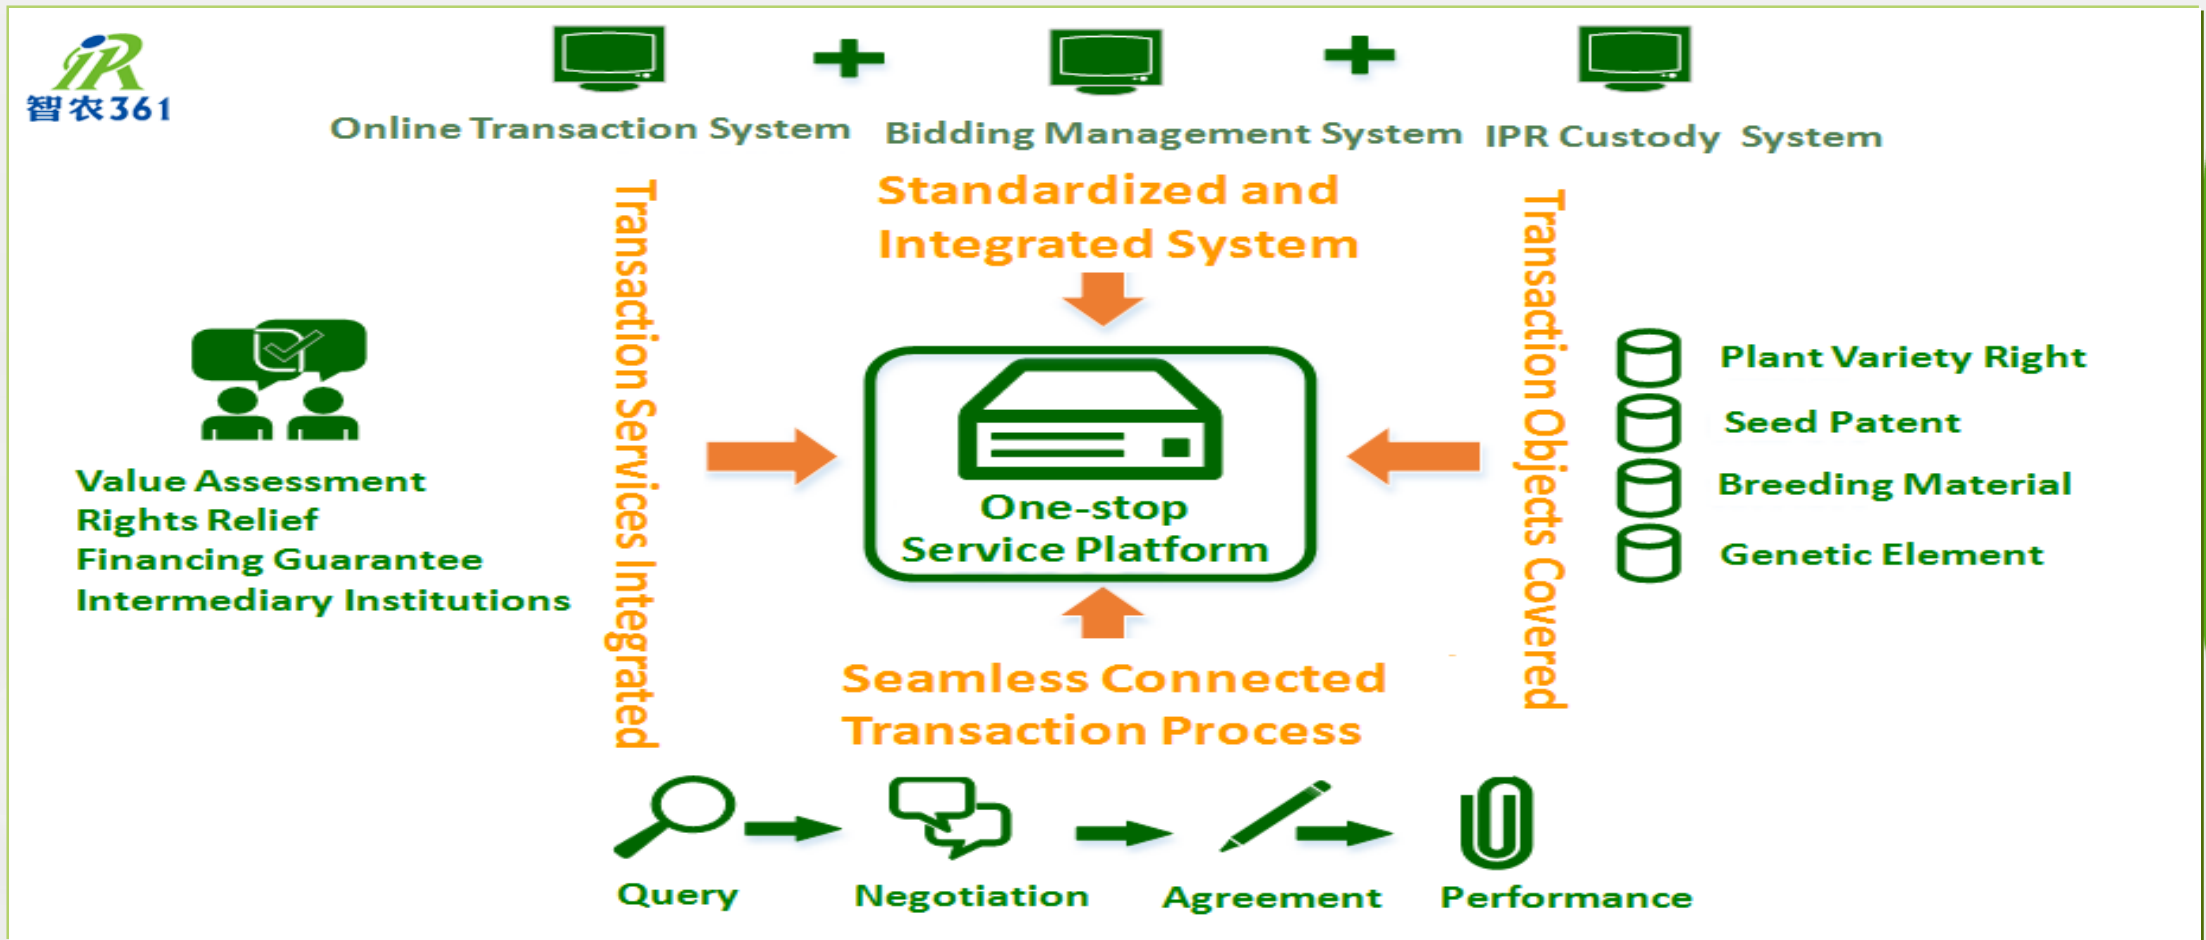 iPR
智农361
Online Transaction System
Bidding Management System
IPR Custody System
Standardized and
Integrated System
Transaction Services Integrated
Transaction Objects Covered
Value Assessment
Rights Relief
Financing Guarantee
Intermediary Institutions
One-stop
Service Platform
Plant Variety Right
Seed Patent
Breeding Material
Genetic Element
Seamless Connected
Transaction Process
Query
Negotiation
Agreement
Performance